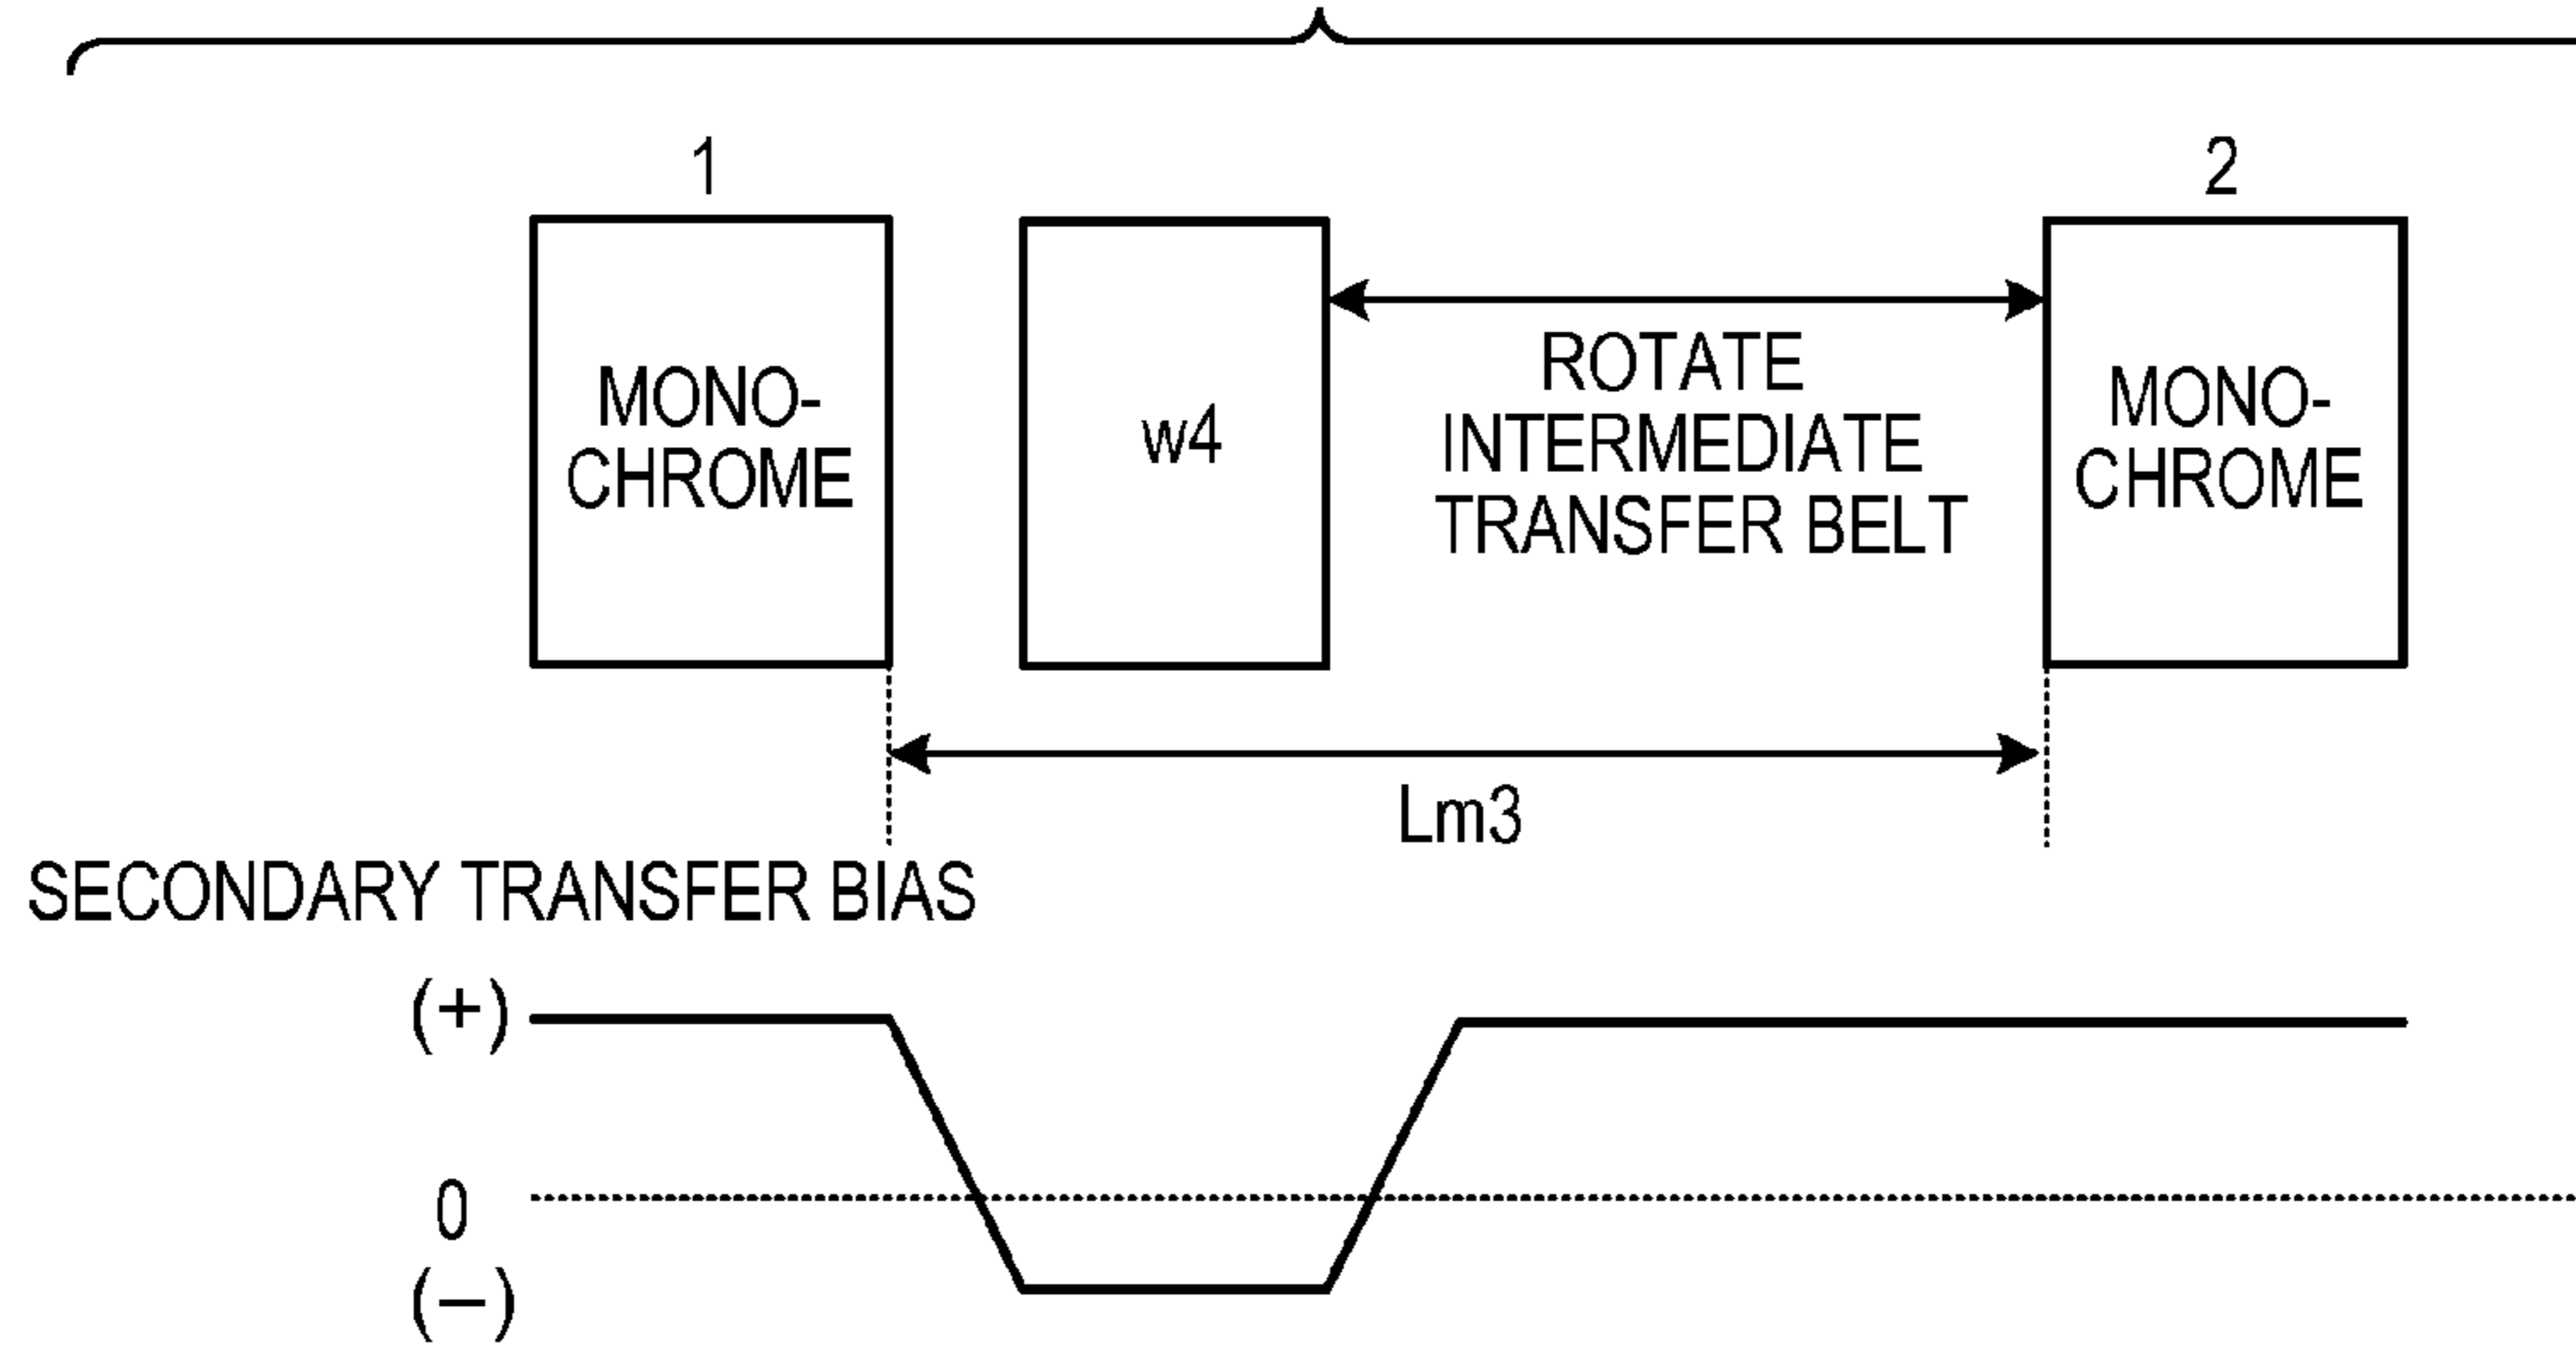 1
2
MONO-
CHROME
w4
ROTATE
INTERMEDIATE
TRANSFER BELT
MONO-
CHROME
Lm3
SECONDARY TRANSFER BIAS
(+)
0
(−)